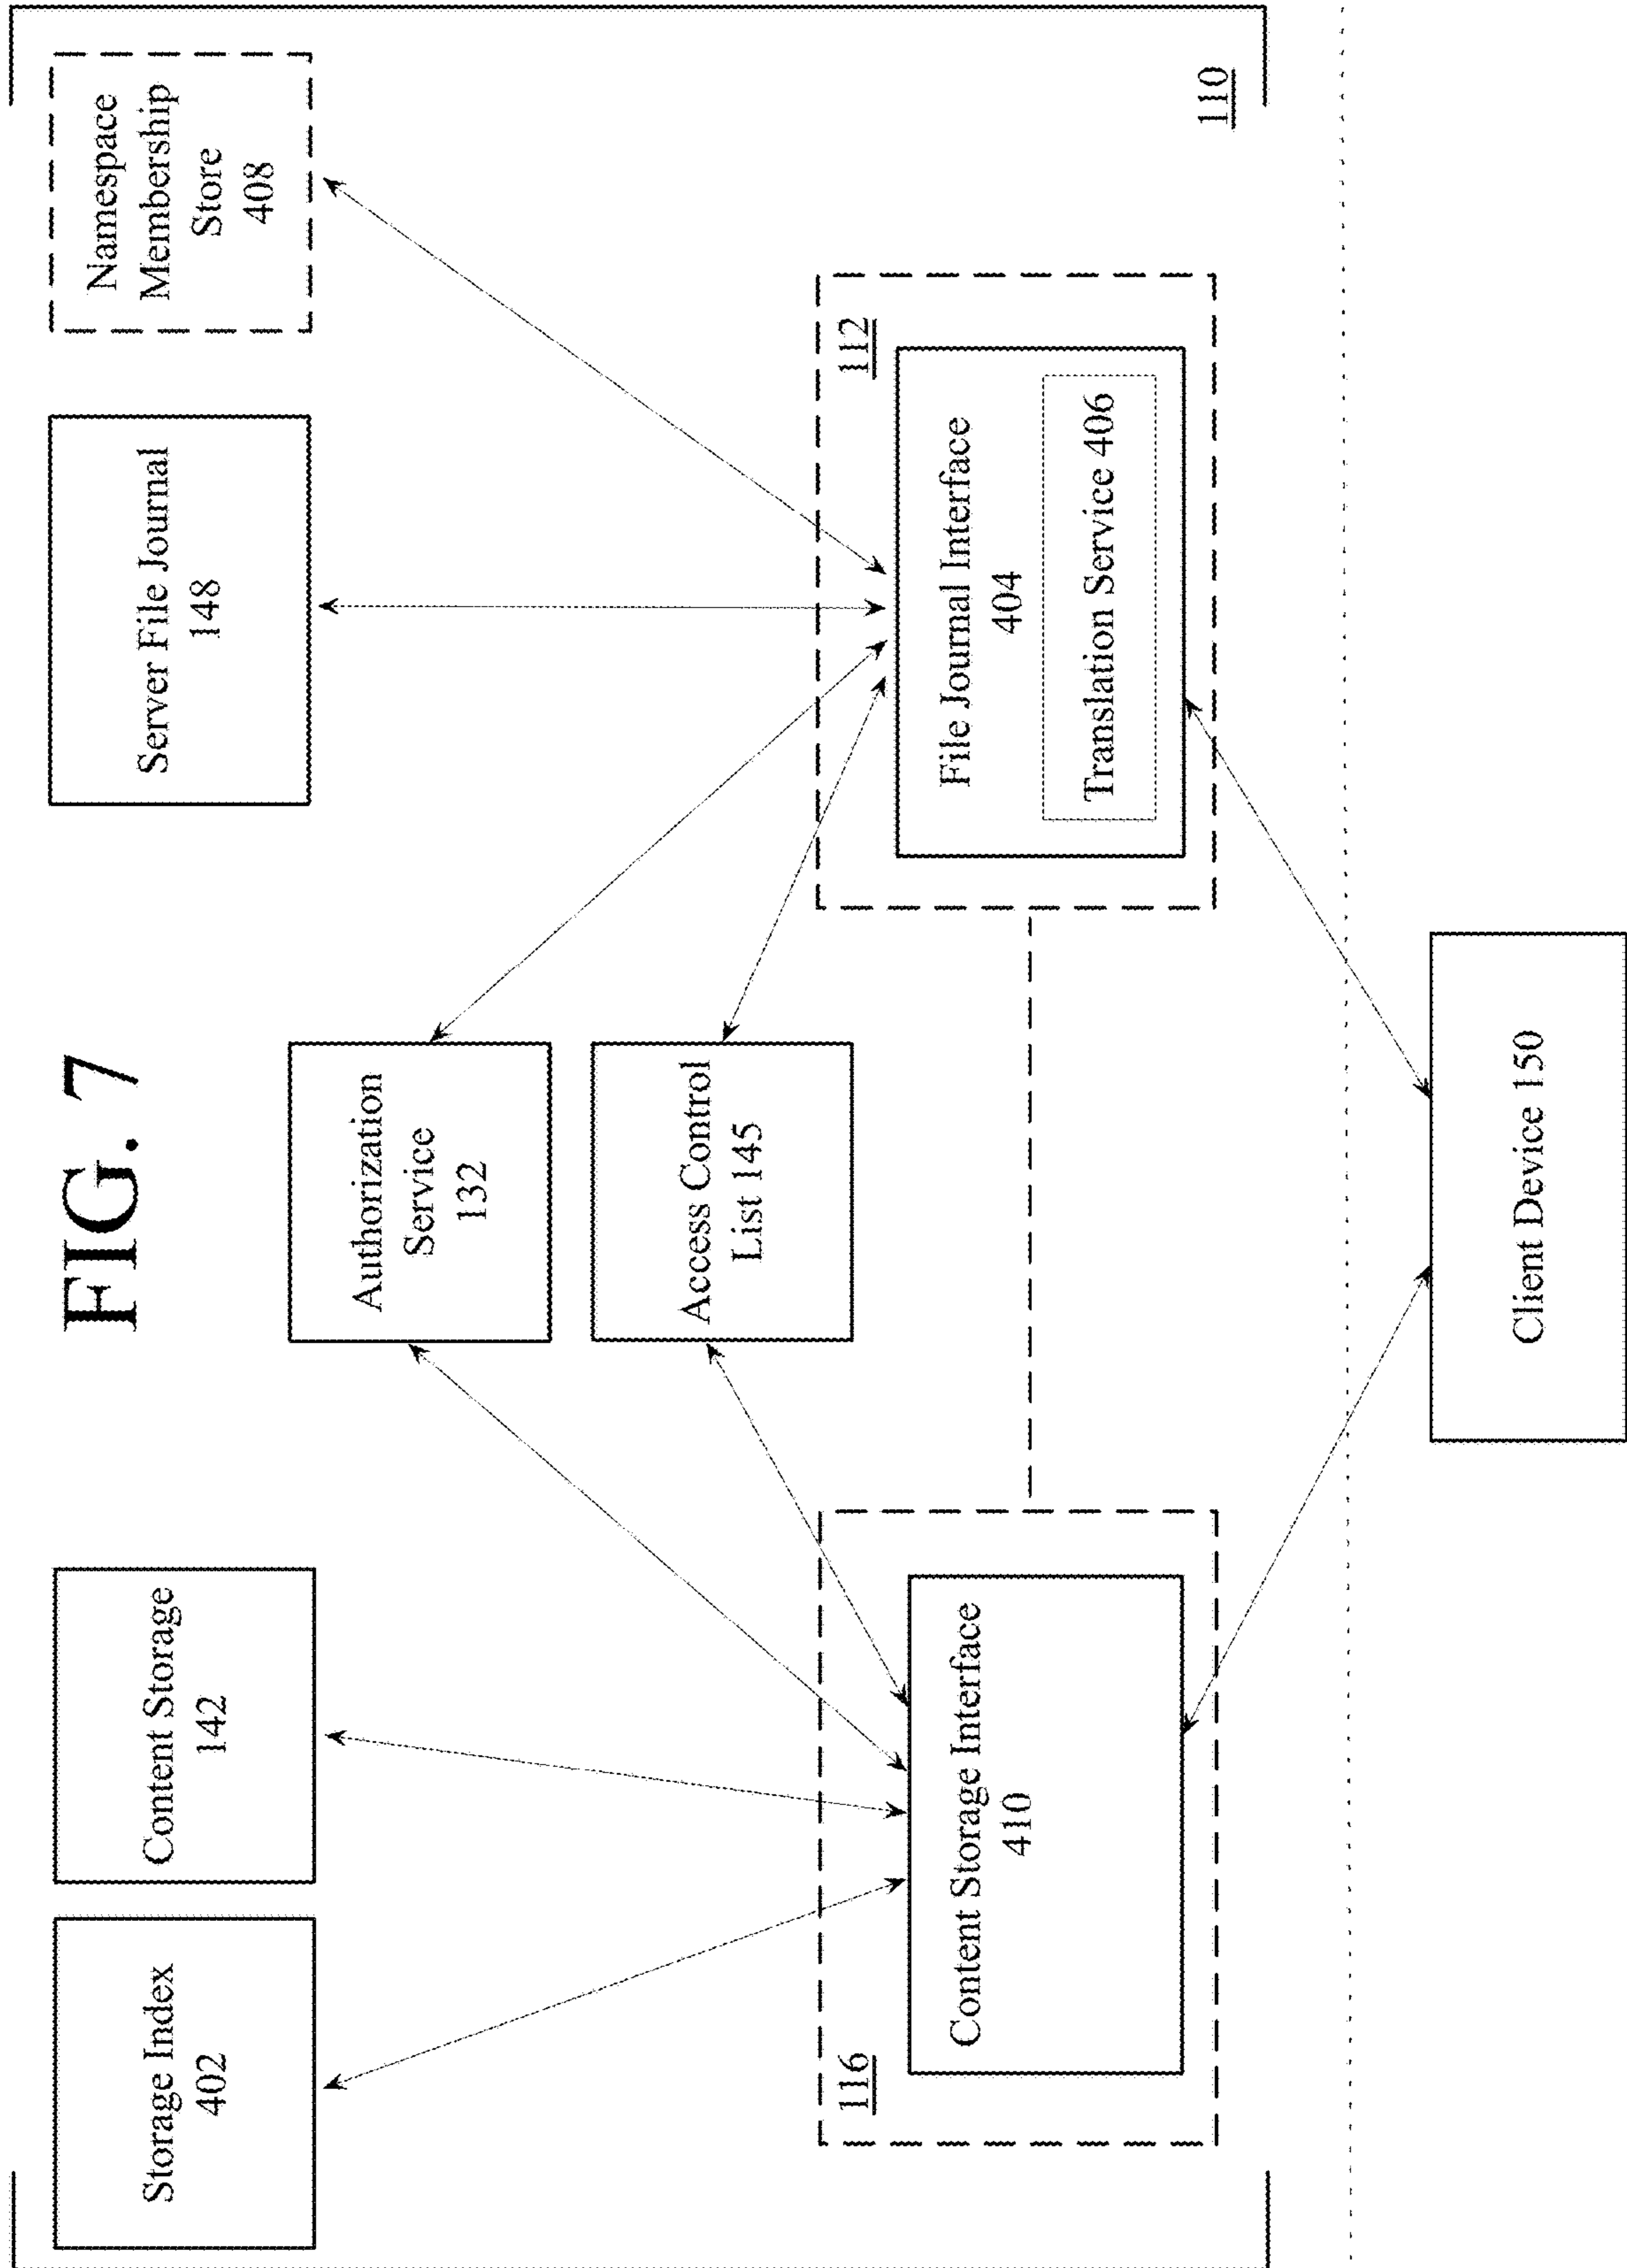 FIG. 7
Storage Index
402
Content Storage
142
Authorization
Service
132
Access Control
List 145
Server File Journal
148
Namespace
Membership
Store
408
116
Content Storage Interface
410
112
File Journal Interface
404
Translation Service 406
110
Client Device 150